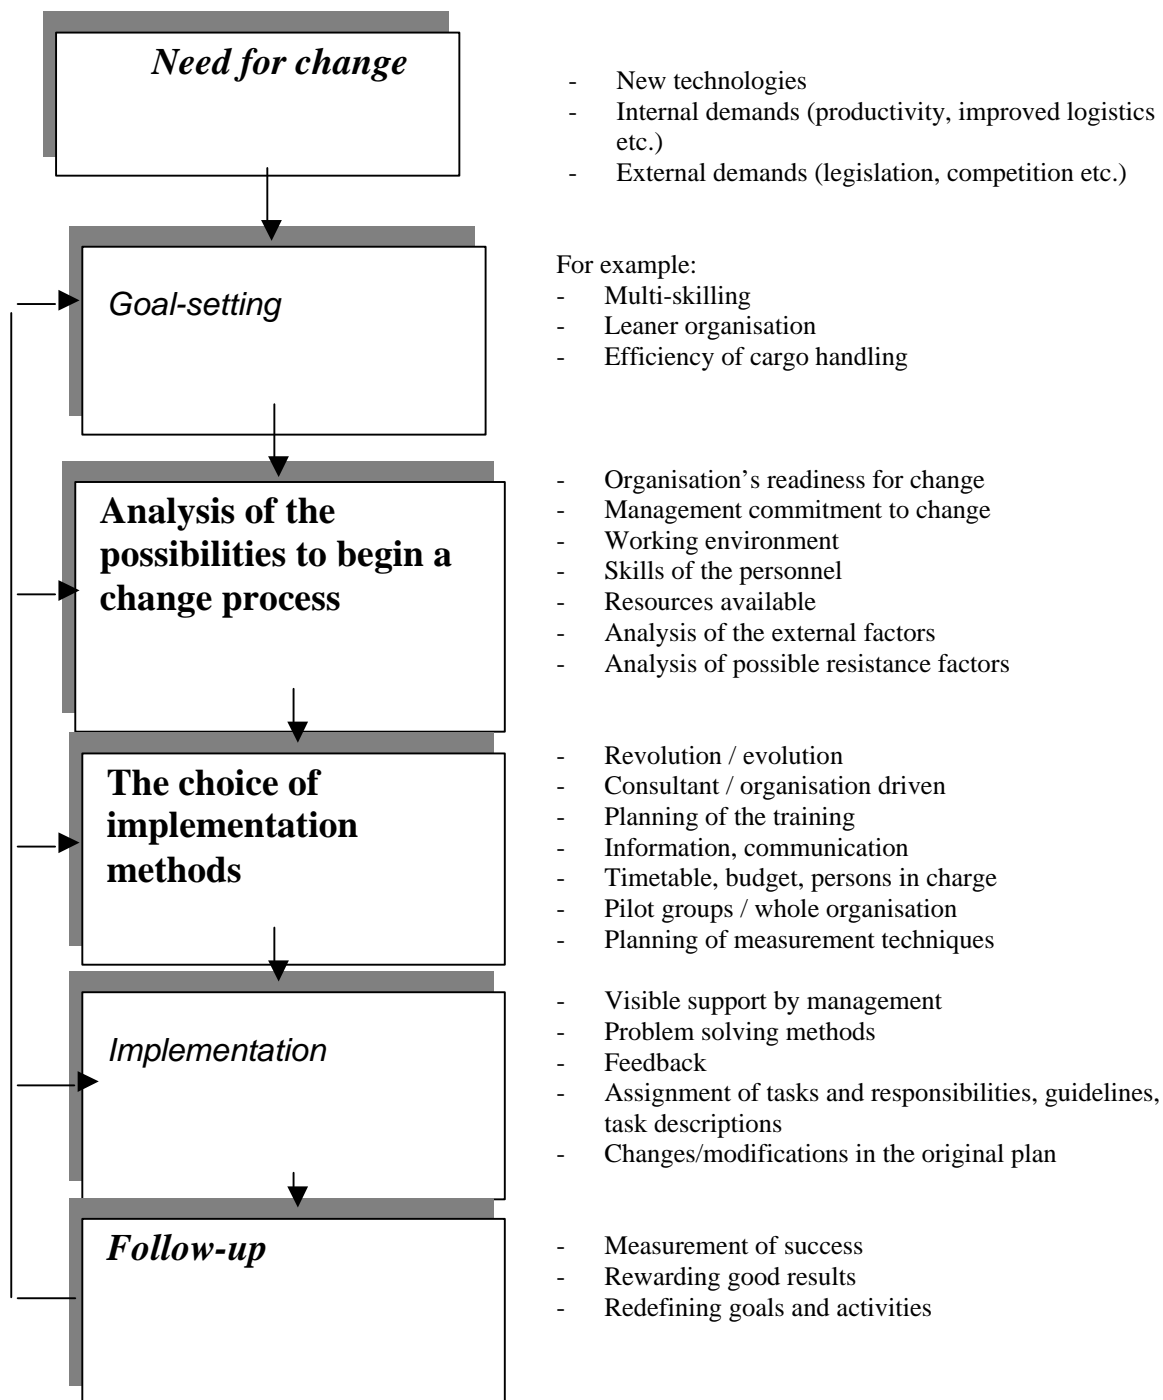 Need for change
- New technologies
- Internal demands (productivity, improved logistics
etc.)
- External demands (legislation, competition etc.)
Goal-setting
For example:
- Multi-skilling
- Leaner organisation
- Efficiency of cargo handling
Analysis of the
possibilities to begin a
change process
- Organisation’s readiness for change
- Management commitment to change
- Working environment
- Skills of the personnel
- Resources available
- Analysis of the external factors
- Analysis of possible resistance factors
The choice of
implementation
methods
- Revolution / evolution
- Consultant / organisation driven
- Planning of the training
- Information, communication
- Timetable, budget, persons in charge
- Pilot groups / whole organisation
- Planning of measurement techniques
Implementation
- Visible support by management
- Problem solving methods
- Feedback
- Assignment of tasks and responsibilities, guidelines,
task descriptions
- Changes/modifications in the original plan
Follow-up
- Measurement of success
- Rewarding good results
- Redefining goals and activities